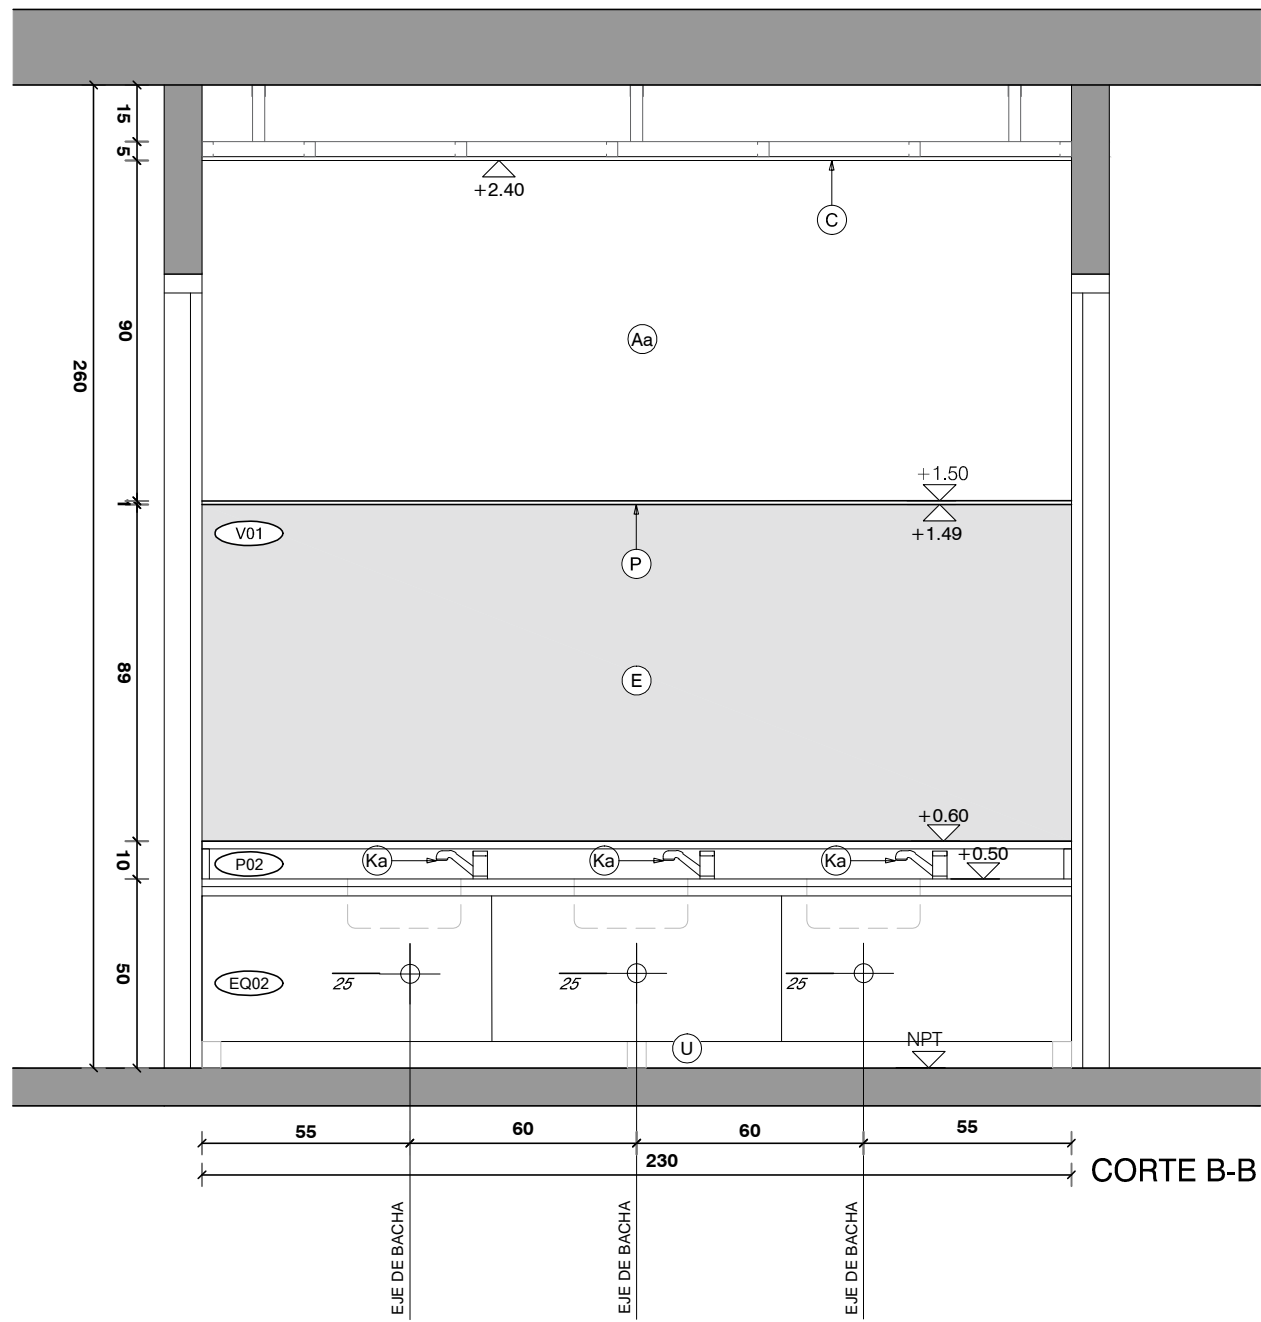 15
5
+2.40
C
90
Aa
260
+1.50
1
V01
+1.49
P
89
E
+0.60
10
P02
Ka
Ka
Ka
+0.50
50
EQ02
25
25
25
U
NPT
55
60
60
55
230
CORTE B-B
EJE DE BACHA
EJE DE BACHA
EJE DE BACHA